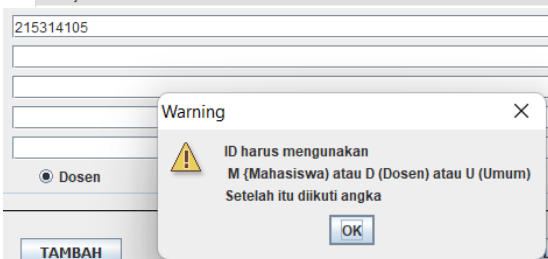 215314105
Warning
ID harus mengunakan
M {Mahasiswa) atau D (Dosen) atau U (Umum)
Setelah itu diikuti angka
OK
Dosen
TAMBAH